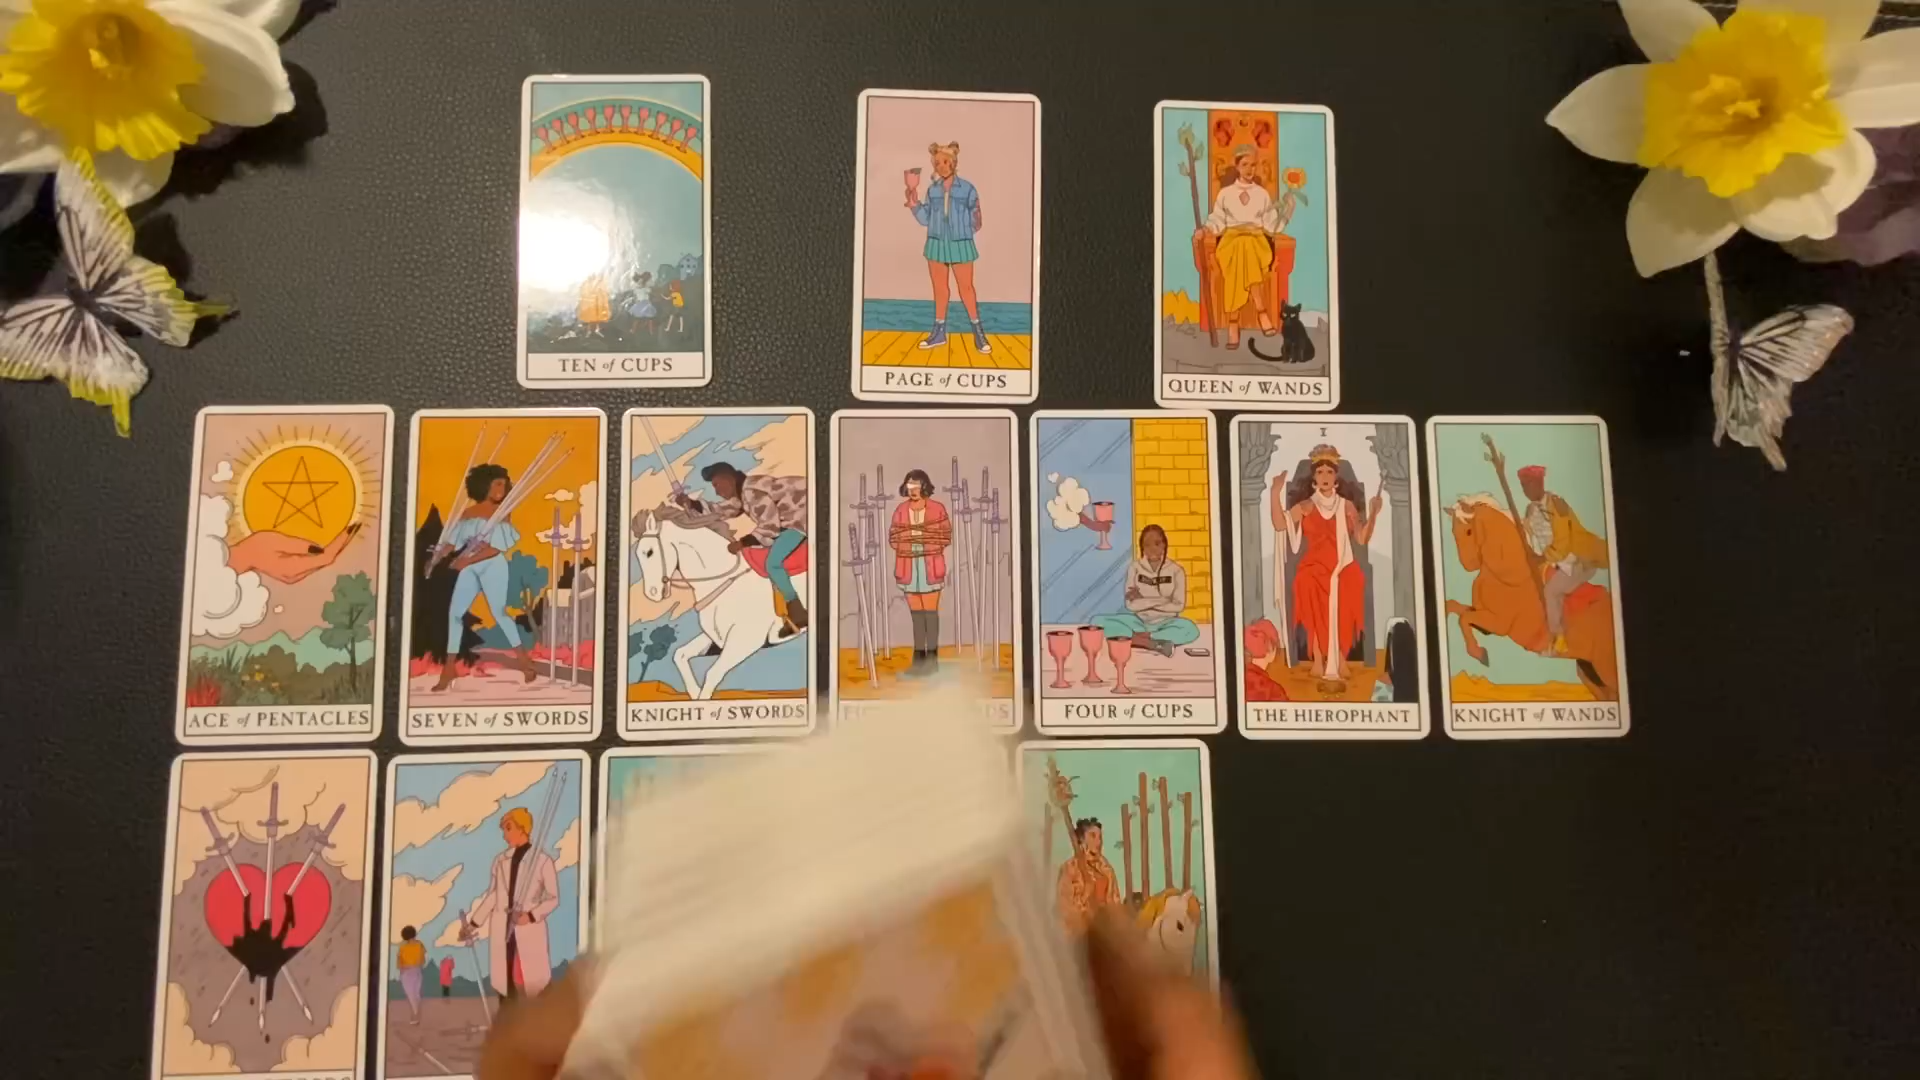 TEN of CUPS
PAGE of CUPS
QUEEN of WANDS
ACE of PENTACLES
SEVEN of SWORDS
KNIGHT of SWORDS
FOUR of CUPS
I
THE HIEROPHANT
KNIGHT of WANDS